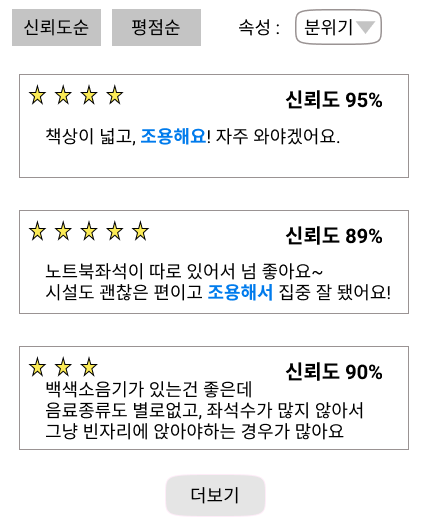 신뢰도순 평점순 속성 : 분위기
신뢰도 95%
책상이 넓고, 조용해요! 자주 와야겠어요.
신뢰도 89%
노트북좌석이 따로 있어서 넘 좋아요~
시설도 괜찮은 편이고 조용해서 집중 잘 됐어요!
신뢰도 90%
백색소음기가 있는건 좋은데
음료종류도 별로없고, 좌석수가 많지 않아서
그냥 빈자리에 앉아야하는 경우가 많아요
더보기